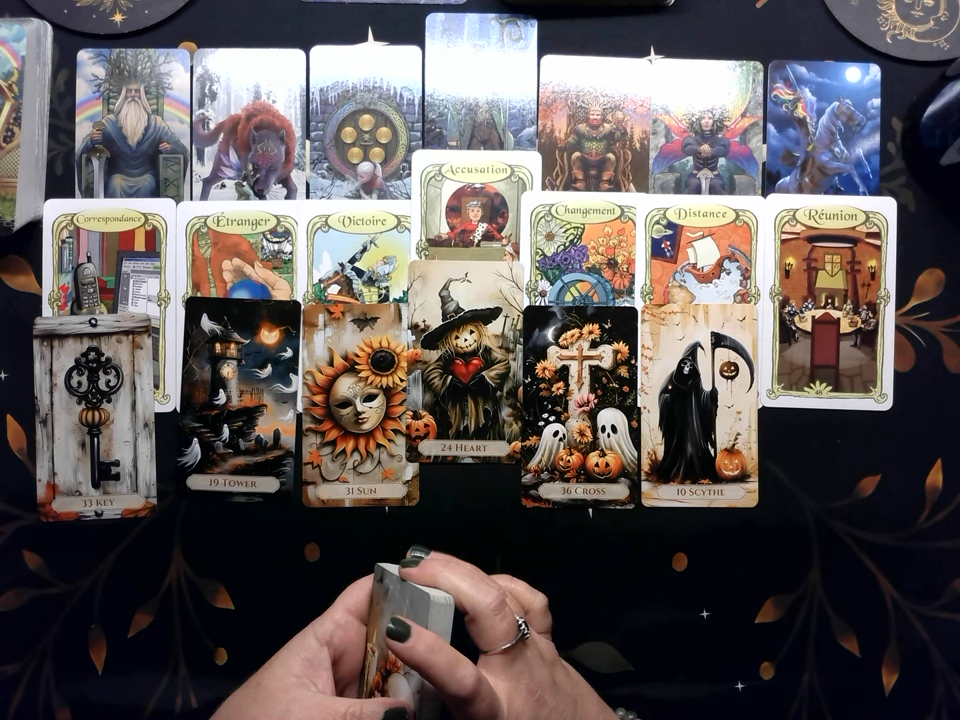 Correspondance
Étranger
Victoire
Accusation
Changement
Distance
Réunion
48
33 KEY
19 TOWER
31 SUN
24 HEART
36 CROSS
10 SCYTHE